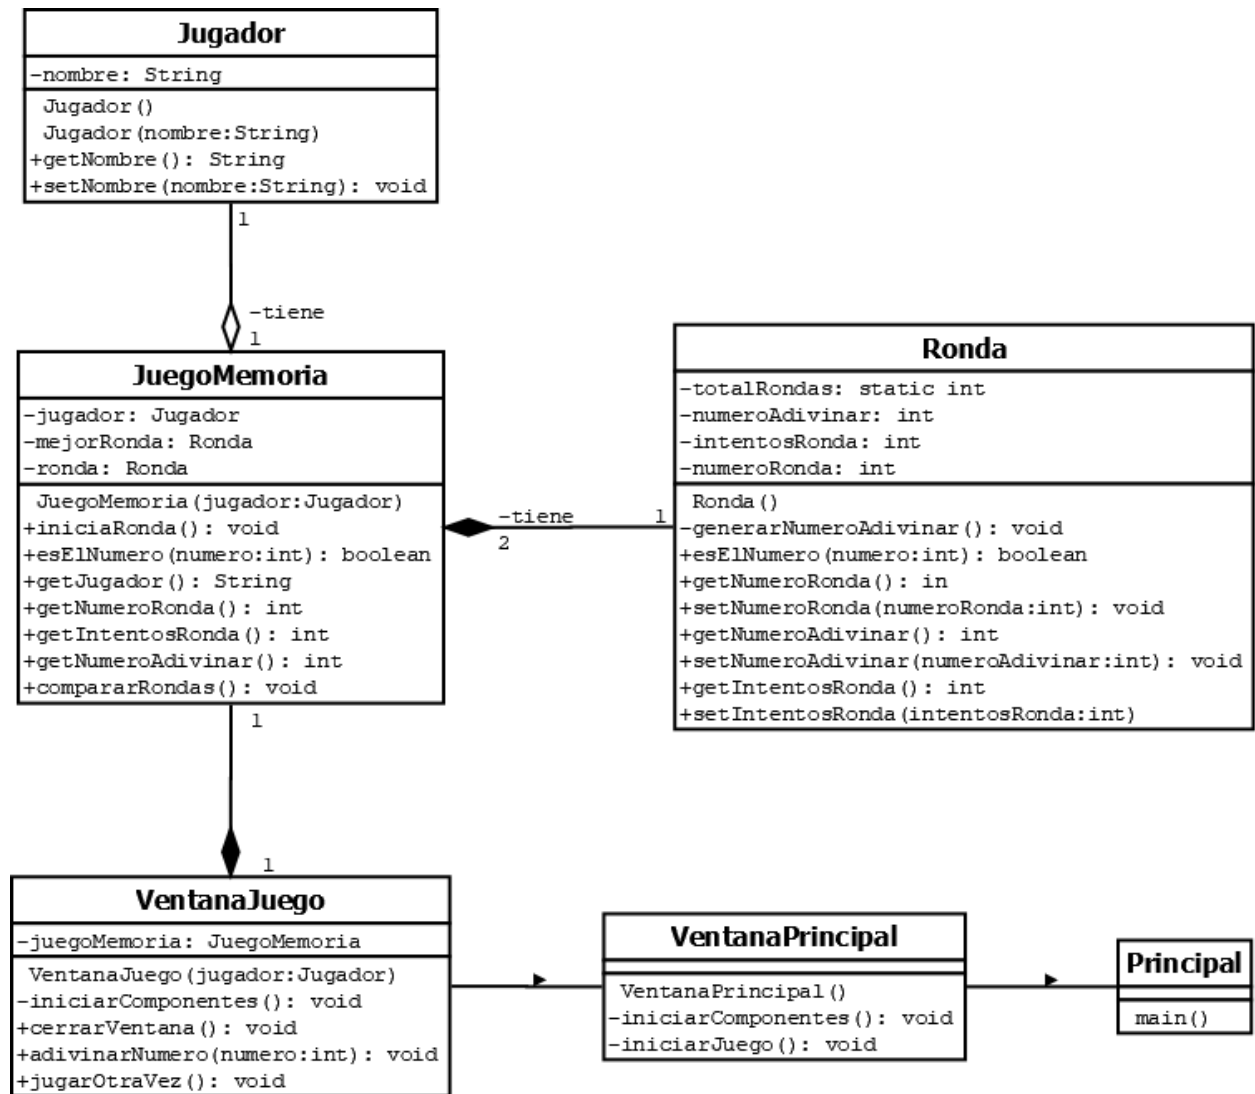 Jugador
-nombre: String
Jugador()
Jugador(nombre:String)
+getNombre(): String
+setNombre(nombre:String): void
1
-tiene
1
JuegoMemoria
-jugador: Jugador
-mejorRonda: Ronda
-ronda: Ronda
JuegoMemoria(jugador:Jugador)
+iniciaRonda(): void
+esElNumero(numero:int): boolean
+getJugador(): String
+getNumeroRonda(): int
+getIntentosRonda(): int
+getNumeroAdivinar(): int
+compararRondas(): void
-tiene
2
1
Ronda
-totalRondas: static int
-numeroAdivinar: int
-intentosRonda: int
-numeroRonda: int
Ronda()
-generarNumeroAdivinar(): void
+esElNumero(numero:int): boolean
+getNumeroRonda(): in
+setNumeroRonda(numeroRonda:int): void
+getNumeroAdivinar(): int
+setNumeroAdivinar(numeroAdivinar:int): void
+getIntentosRonda(): int
+setIntentosRonda(intentosRonda:int)
1
1
VentanaJuego
-juegoMemoria: JuegoMemoria
VentanaJuego(jugador:Jugador)
-iniciarComponentes(): void
+cerrarVentana(): void
+adivinarNumero(numero:int): void
+jugarOtraVez(): void
VentanaPrincipal
VentanaPrincipal()
-iniciarComponentes(): void
-iniciarJuego(): void
Principal
main()